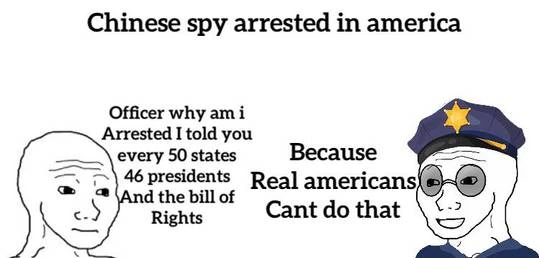 Chinese spy arrested in america
Officer why am i
Arrested I told you
every 50 states
46 presidents
And the bill of
Rights
Because
Real americans
Cant do that